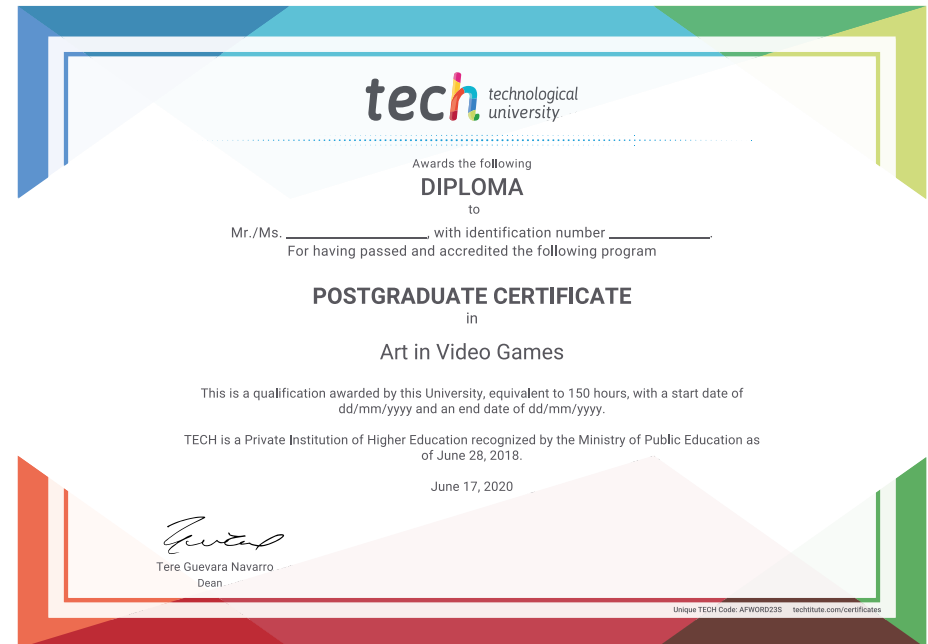 tech technological
university
Awards the following
DIPLOMA
to
Mr./Ms. ________________, with identification number ____________.
For having passed and accredited the following program
POSTGRADUATE CERTIFICATE
in
Art in Video Games
This is a qualification awarded by this University, equivalent to 150 hours, with a start date of
dd/mm/yyyy and an end date of dd/mm/yyyy.
TECH is a Private Institution of Higher Education recognized by the Ministry of Public Education as
of June 28, 2018.
June 17, 2020
Tere Guevara Navarro
Dean
Unique TECH Code: AFWORD23S techtitute.com/certificates